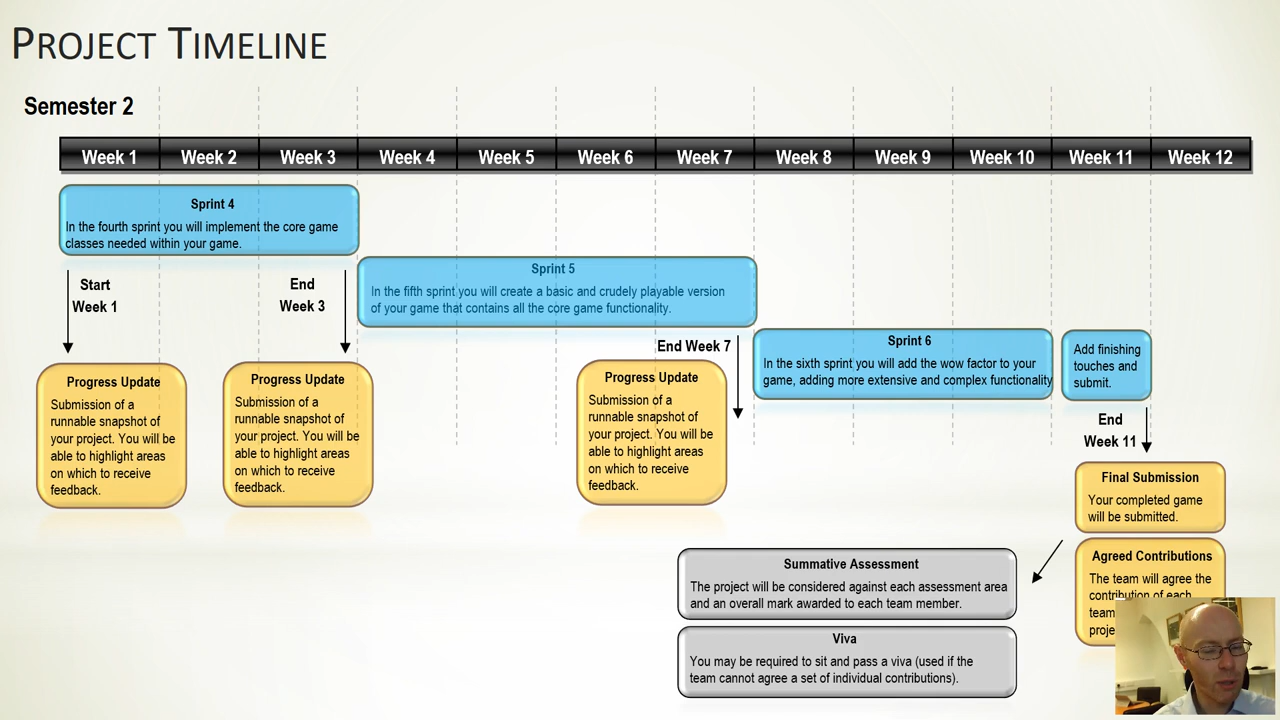 PROJECT TIMELINE
Semester 2
Week 1 Week 2 Week 3 Week 4 Week 5 Week 6 Week 7 Week 8 Week 9 Week 10 Week 11 Week 12
Sprint 4
In the fourth sprint you will implement the core game
classes needed within your game.
Start
Week 1
End
Week 3
Sprint 5
In the fifth sprint you will create a basic and crudely playable version
of your game that contains all the core game functionality.
End Week 7
Sprint 6
In the sixth sprint you will add the wow factor to your
game, adding more extensive and complex functionality
Add finishing
touches and
submit.
End
Week 11
Progress Update
Submission of a
runnable snapshot of
your project. You will be
able to highlight areas
on which to receive
feedback.
Progress Update
Submission of a
runnable snapshot of
your project. You will be
able to highlight areas
on which to receive
feedback.
Progress Update
Submission of a
runnable snapshot of
your project. You will be
able to highlight areas
on which to receive
feedback.
Final Submission
Your completed game
will be submitted.
Agreed Contributions
The team will agree the
contribution of each
team
Summative Assessment
The project will be considered against each assessment area
and an overall mark awarded to each team member.
Viva
You may be required to sit and pass a viva (used if the
team cannot agree a set of individual contributions).